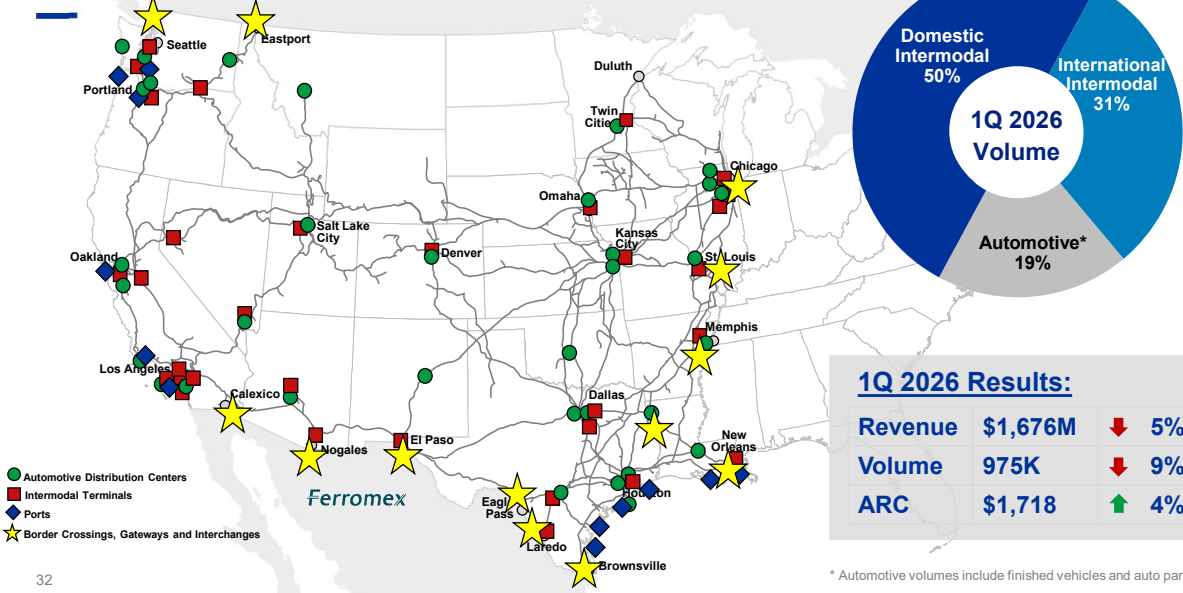 Seattle
Eastport
Portland
Duluth
Twin
Cities
Chicago
Omaha
Salt Lake
City
Kansas
City
Oakland
Denver
St. Louis
Memphis
Los Angeles
Calexico
Dallas
Nogales
El Paso
New
Orleans
Ferromex
Eagle
Pass
Houston
Laredo
Brownsville
Automotive Distribution Centers
Intermodal Terminals
Ports
Border Crossings, Gateways and Interchanges
32
Domestic
Intermodal
50%
International
Intermodal
31%
1Q 2026
Volume
Automotive*
19%
1Q 2026 Results:
Revenue $1,676M 5%
Volume 975K 9%
ARC $1,718 4%
* Automotive volumes include finished vehicles and auto par